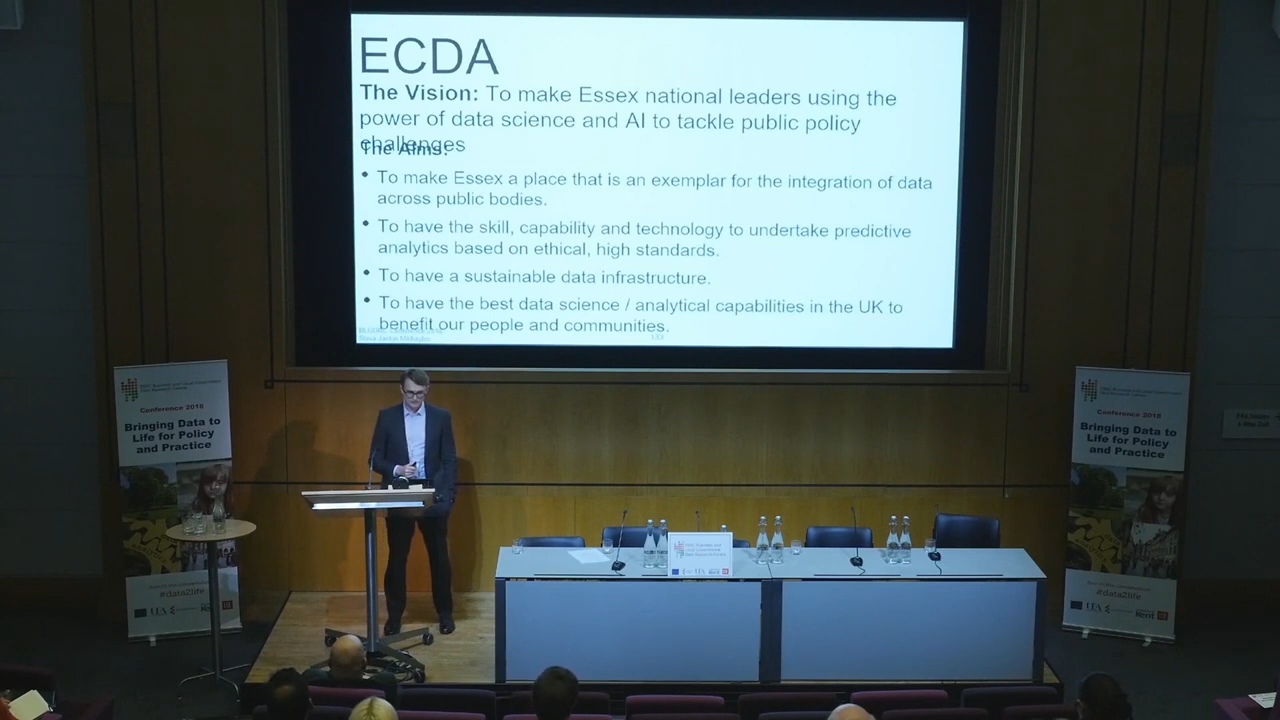 ECDA
The Vision: To make Essex national leaders using the
power of data science and AI to tackle public policy
challenges
The Aims:
• To make Essex a place that is an exemplar for the integration of data
across public bodies.
• To have the skill, capability and technology to undertake predictive
analytics based on ethical, high standards.
• To have a sustainable data infrastructure.
• To have the best data science / analytical capabilities in the UK to
benefit our people and communities.
Conference 2018
Bringing Data to
Life for Policy
and Practice
#data2life
UEA
Kent
Conference 2018
Bringing Data to
Life for Policy
and Practice
#data2life
UEA
Kent